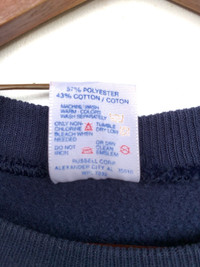 57% POLYESTER
43% COTTON / COTON
MACHINE WASH
WARM COLORS
WASH SEPARATELY
ONLY NON- TUMBLE
CHLORINE DRY LOW
BLEACH WHEN
NEEDED OR DRY
DO NOT CLEAN
IRON EMBLEM
RUSSELL CORP
ALEXANDER CITY, AL